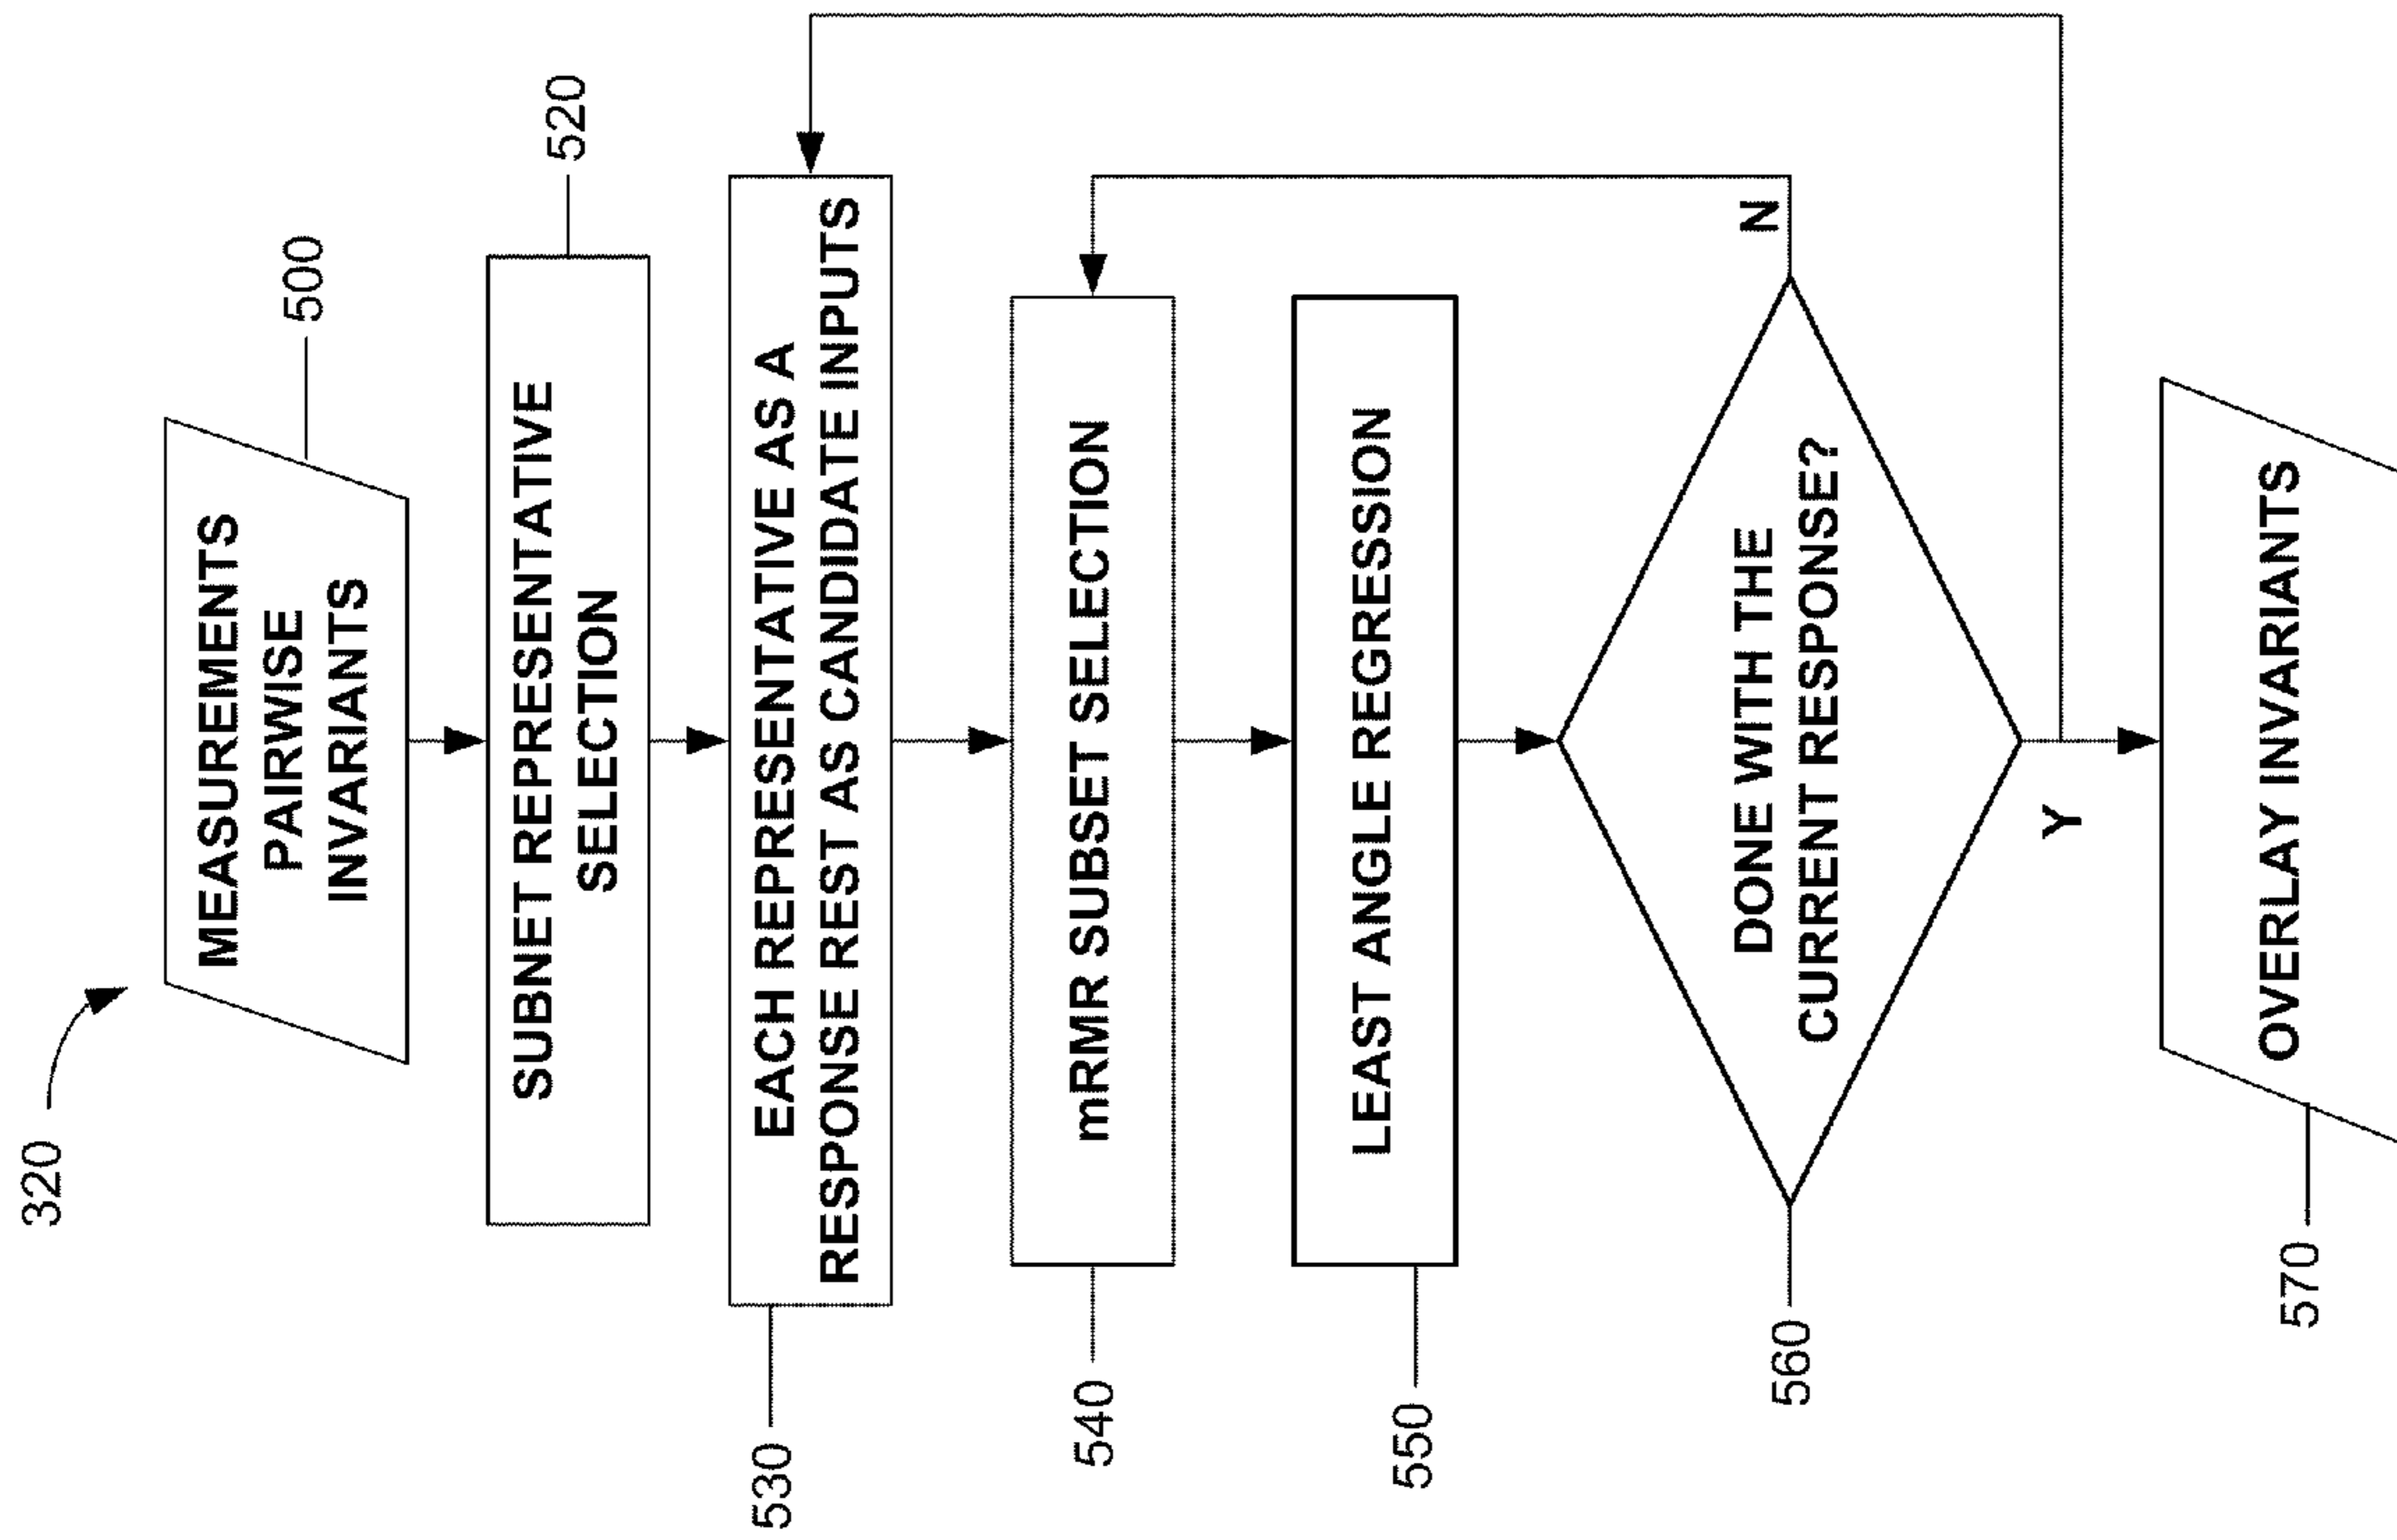 320
MEASUREMENTS
PAIRWISE
INVARIANTS
500
SUBNET REPRESENTATIVE
SELECTION
520
EACH REPRESENTATIVE AS A
RESPONSE REST AS CANDIDATE INPUTS
530
mRMR SUBSET SELECTION
540
LEAST ANGLE REGRESSION
550
DONE WITH THE
CURRENT RESPONSE?
560
N
Y
OVERLAY INVARIANTS
570